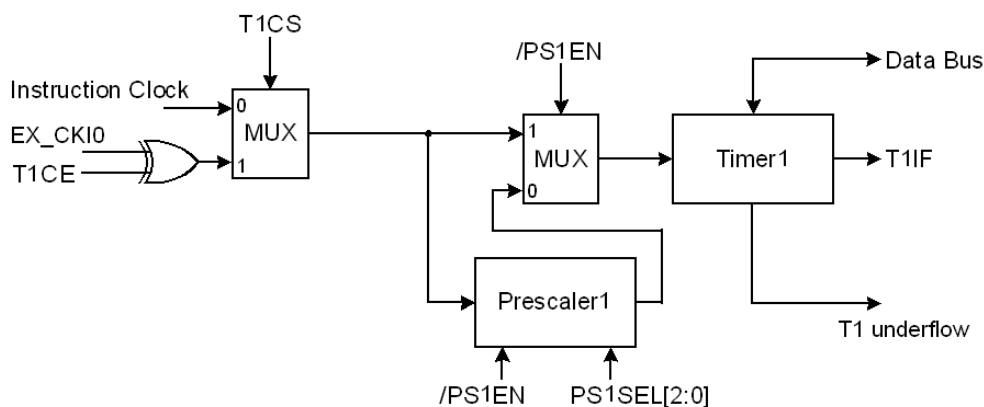 T1CS
/PS1EN
Data Bus
Instruction Clock
0
MUX
EX_CKI0
1
T1CE
1
MUX
0
Timer1
T1IF
Prescaler1
T1 underflow
/PS1EN
PS1SEL[2:0]